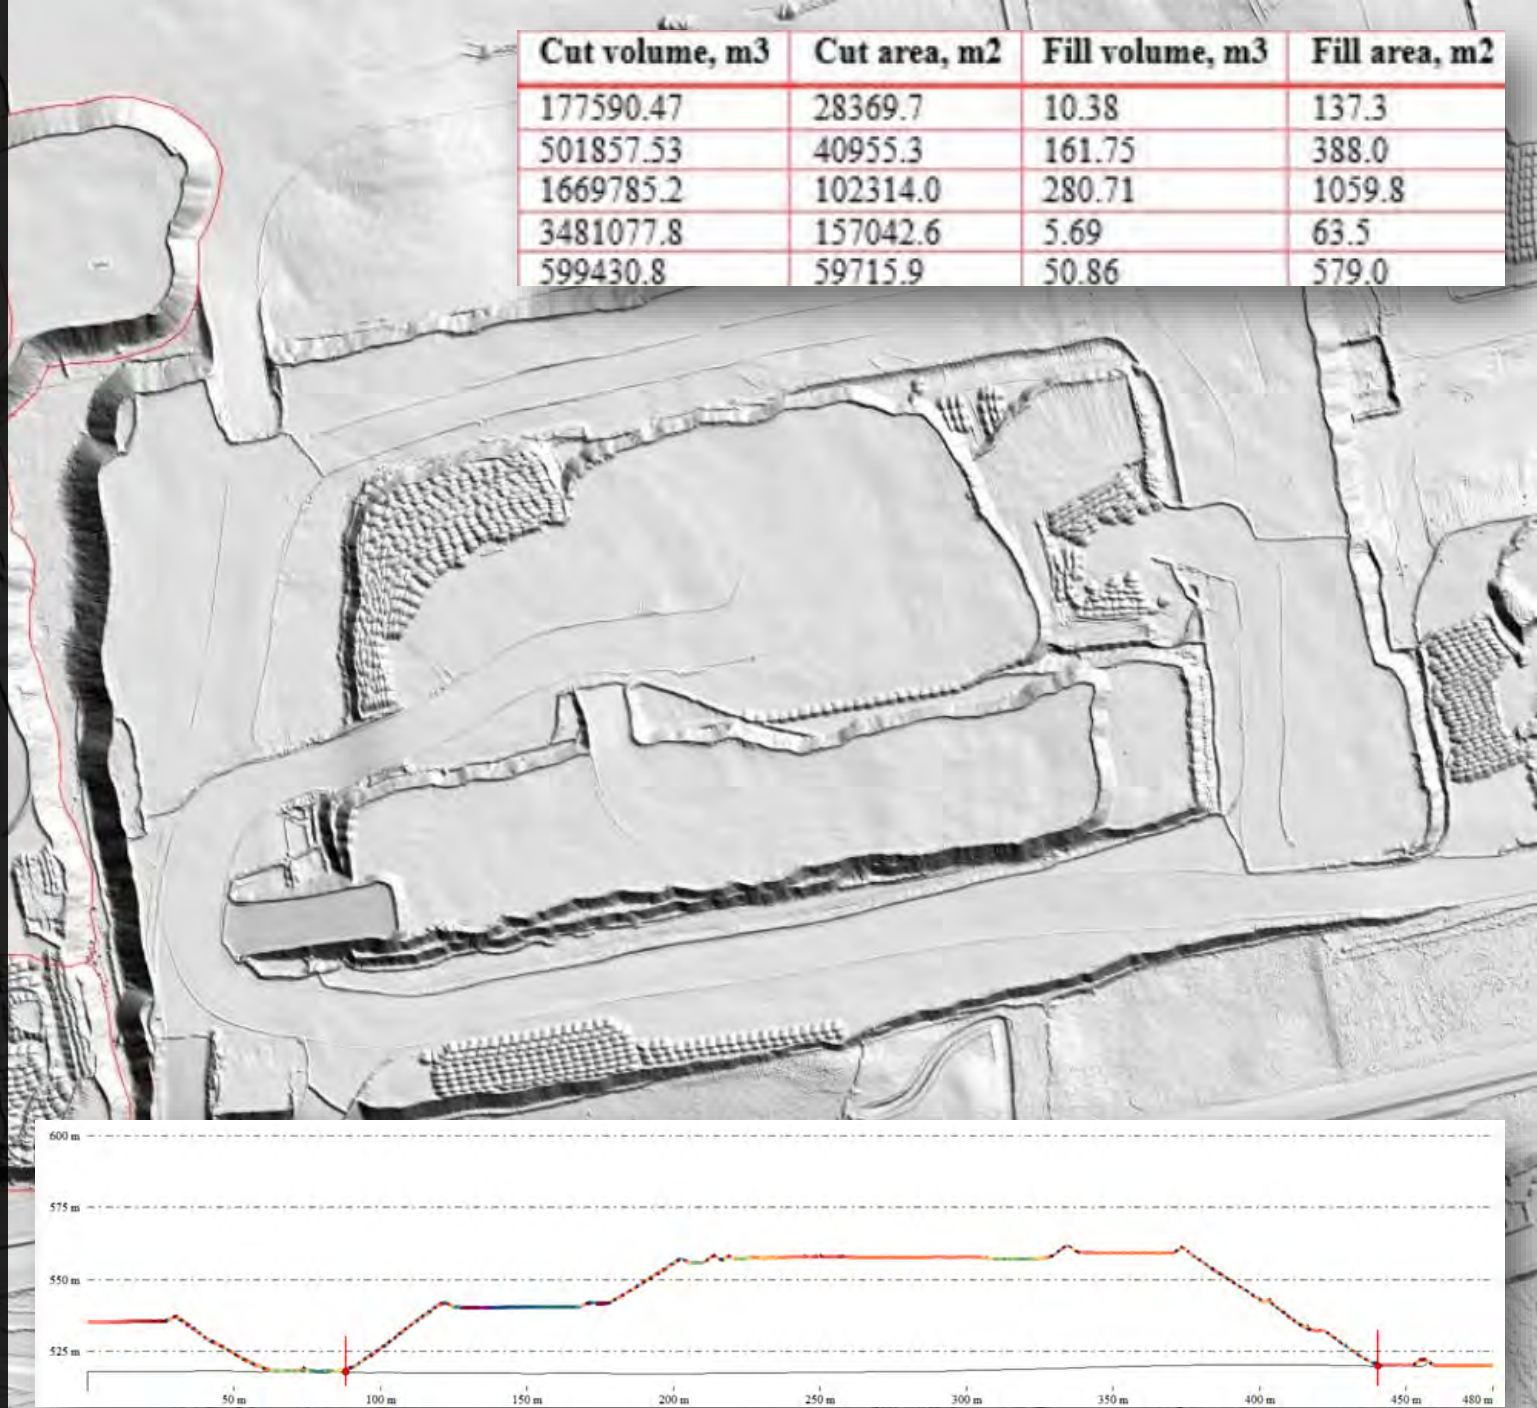 Cut volume, m3 Cut area, m2 Fill volume, m3 Fill area, m2
177590.47 28369.7 10.38 137.3
501857.53 40955.3 161.75 388.0
1669785.2 102314.0 280.71 1059.8
3481077.8 157042.6 5.69 63.5
599430.8 59715.9 50.86 579.0
600 m
575 m
550 m
525 m
50 m 100 m 150 m 200 m 250 m 300 m 350 m 400 m 450 m 480 m